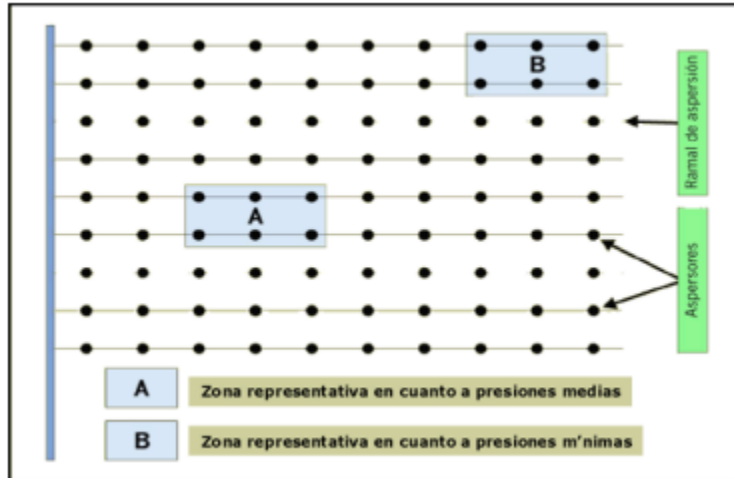 B
Ramal de aspersión
A
Aspersores
A Zona representativa en cuanto a presiones medias
B Zona representativa en cuanto a presiones m'nimas